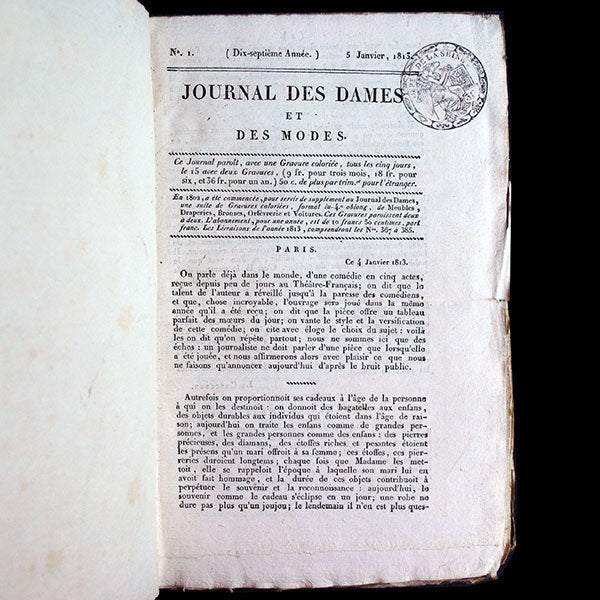 N°. 1. ( Dix-septième Année. ) 5 Janvier, 1813.
DE LA SEINE
JOURNAL DES DAMES
ET
DES MODES.
Ce Journal paroît, avec une Gravure coloriée, tous les cinq jours,
le 15 avec deux Gravures, (9 fr. pour trois mois, 18 fr. pour
six, et 36 fr. pour un an.) 50 c. de plus par trim.re pour l'étranger.
En 1802, a été commencée, pour servir de supplément au Journal des Dames,
une suite de Gravures coloriées, format in-4.° oblong, de Meubles,
Draperies, Bronzes, Orfèvrerie et Voitures. Ces Gravures paroissent deux
à deux. L'abonnement, pour une année, est de 10 francs 50 centimes, port
franc. Les Livraisons de l'année 1813, comprendront les Nos. 367 à 385.
PARIS.
Ce 4 Janvier 1813.
On parle déjà dans le monde, d'une comédie en cinq actes,
reçue depuis peu de jours au Théâtre-Français; on dit que le
talent de l'auteur a réveillé jusqu'à la paresse des comédiens,
et que, chose incroyable, l'ouvrage sera joué dans la même
année qu'il a été reçu; on dit que la pièce offre un tableau
parfait des mœurs du jour; on vante le style et la versification
de cette comédie; on cite avec éloge le choix du sujet : voilà
les on dit qu'on répète partout; nous ne sommes ici que des
échos : un journaliste ne doit parler d'une pièce que lorsqu'elle
a été jouée, et nous affirmerons alors avec plaisir ce que nous
ne faisons qu'annoncer aujourd'hui d'après le bruit public.
Autrefois on proportionnoit ses cadeaux à l'âge de la personne
à qui on les destinoit : on donnoit des bagatelles aux enfans,
des objets durables aux individus qui étoient dans l'âge de rai-
son; aujourd'hui on traite les enfans comme de grandes per-
sonnes, et les grandes personnes comme des enfans : des pierres
précieuses, des diamans, des étoffes riches et pesantes étoient
les présens qu'un mari offroit à sa femme; ces étoffes, ces pier-
reries duroient longtems; chaque fois que Madame les met-
toit, elle se rappeloit l'époque à laquelle son mari lui en
avoit fait hommage, et la durée de ces objets contribuoit à
perpétuer le souvenir et la reconnoissance : aujourd'hui, le
souvenir comme le cadeau s'éclipse en un jour; une robe ne
dure pas plus qu'un joujou; le lendemain il n'en est plus ques-